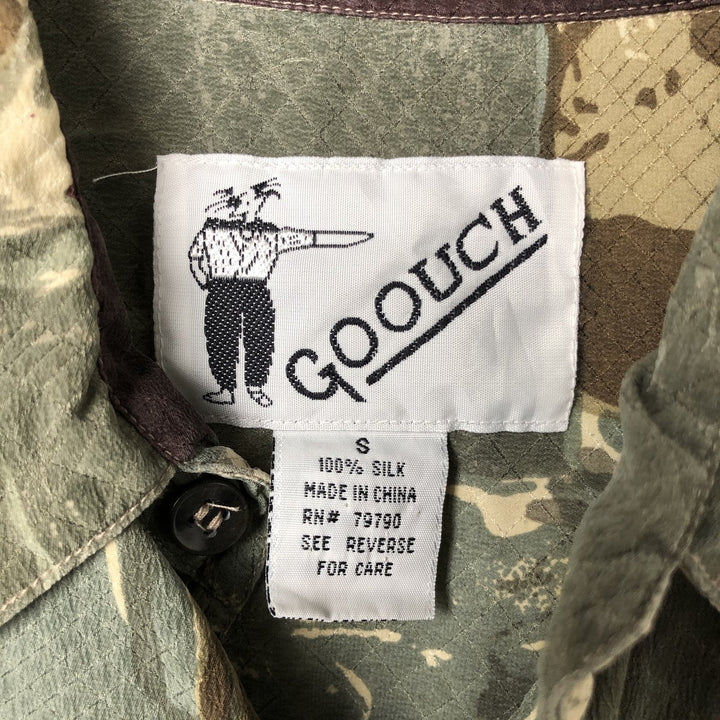 GOOUCH
S
100% SILK
MADE IN CHINA
RN# 79790
SEE REVERSE
FOR CARE